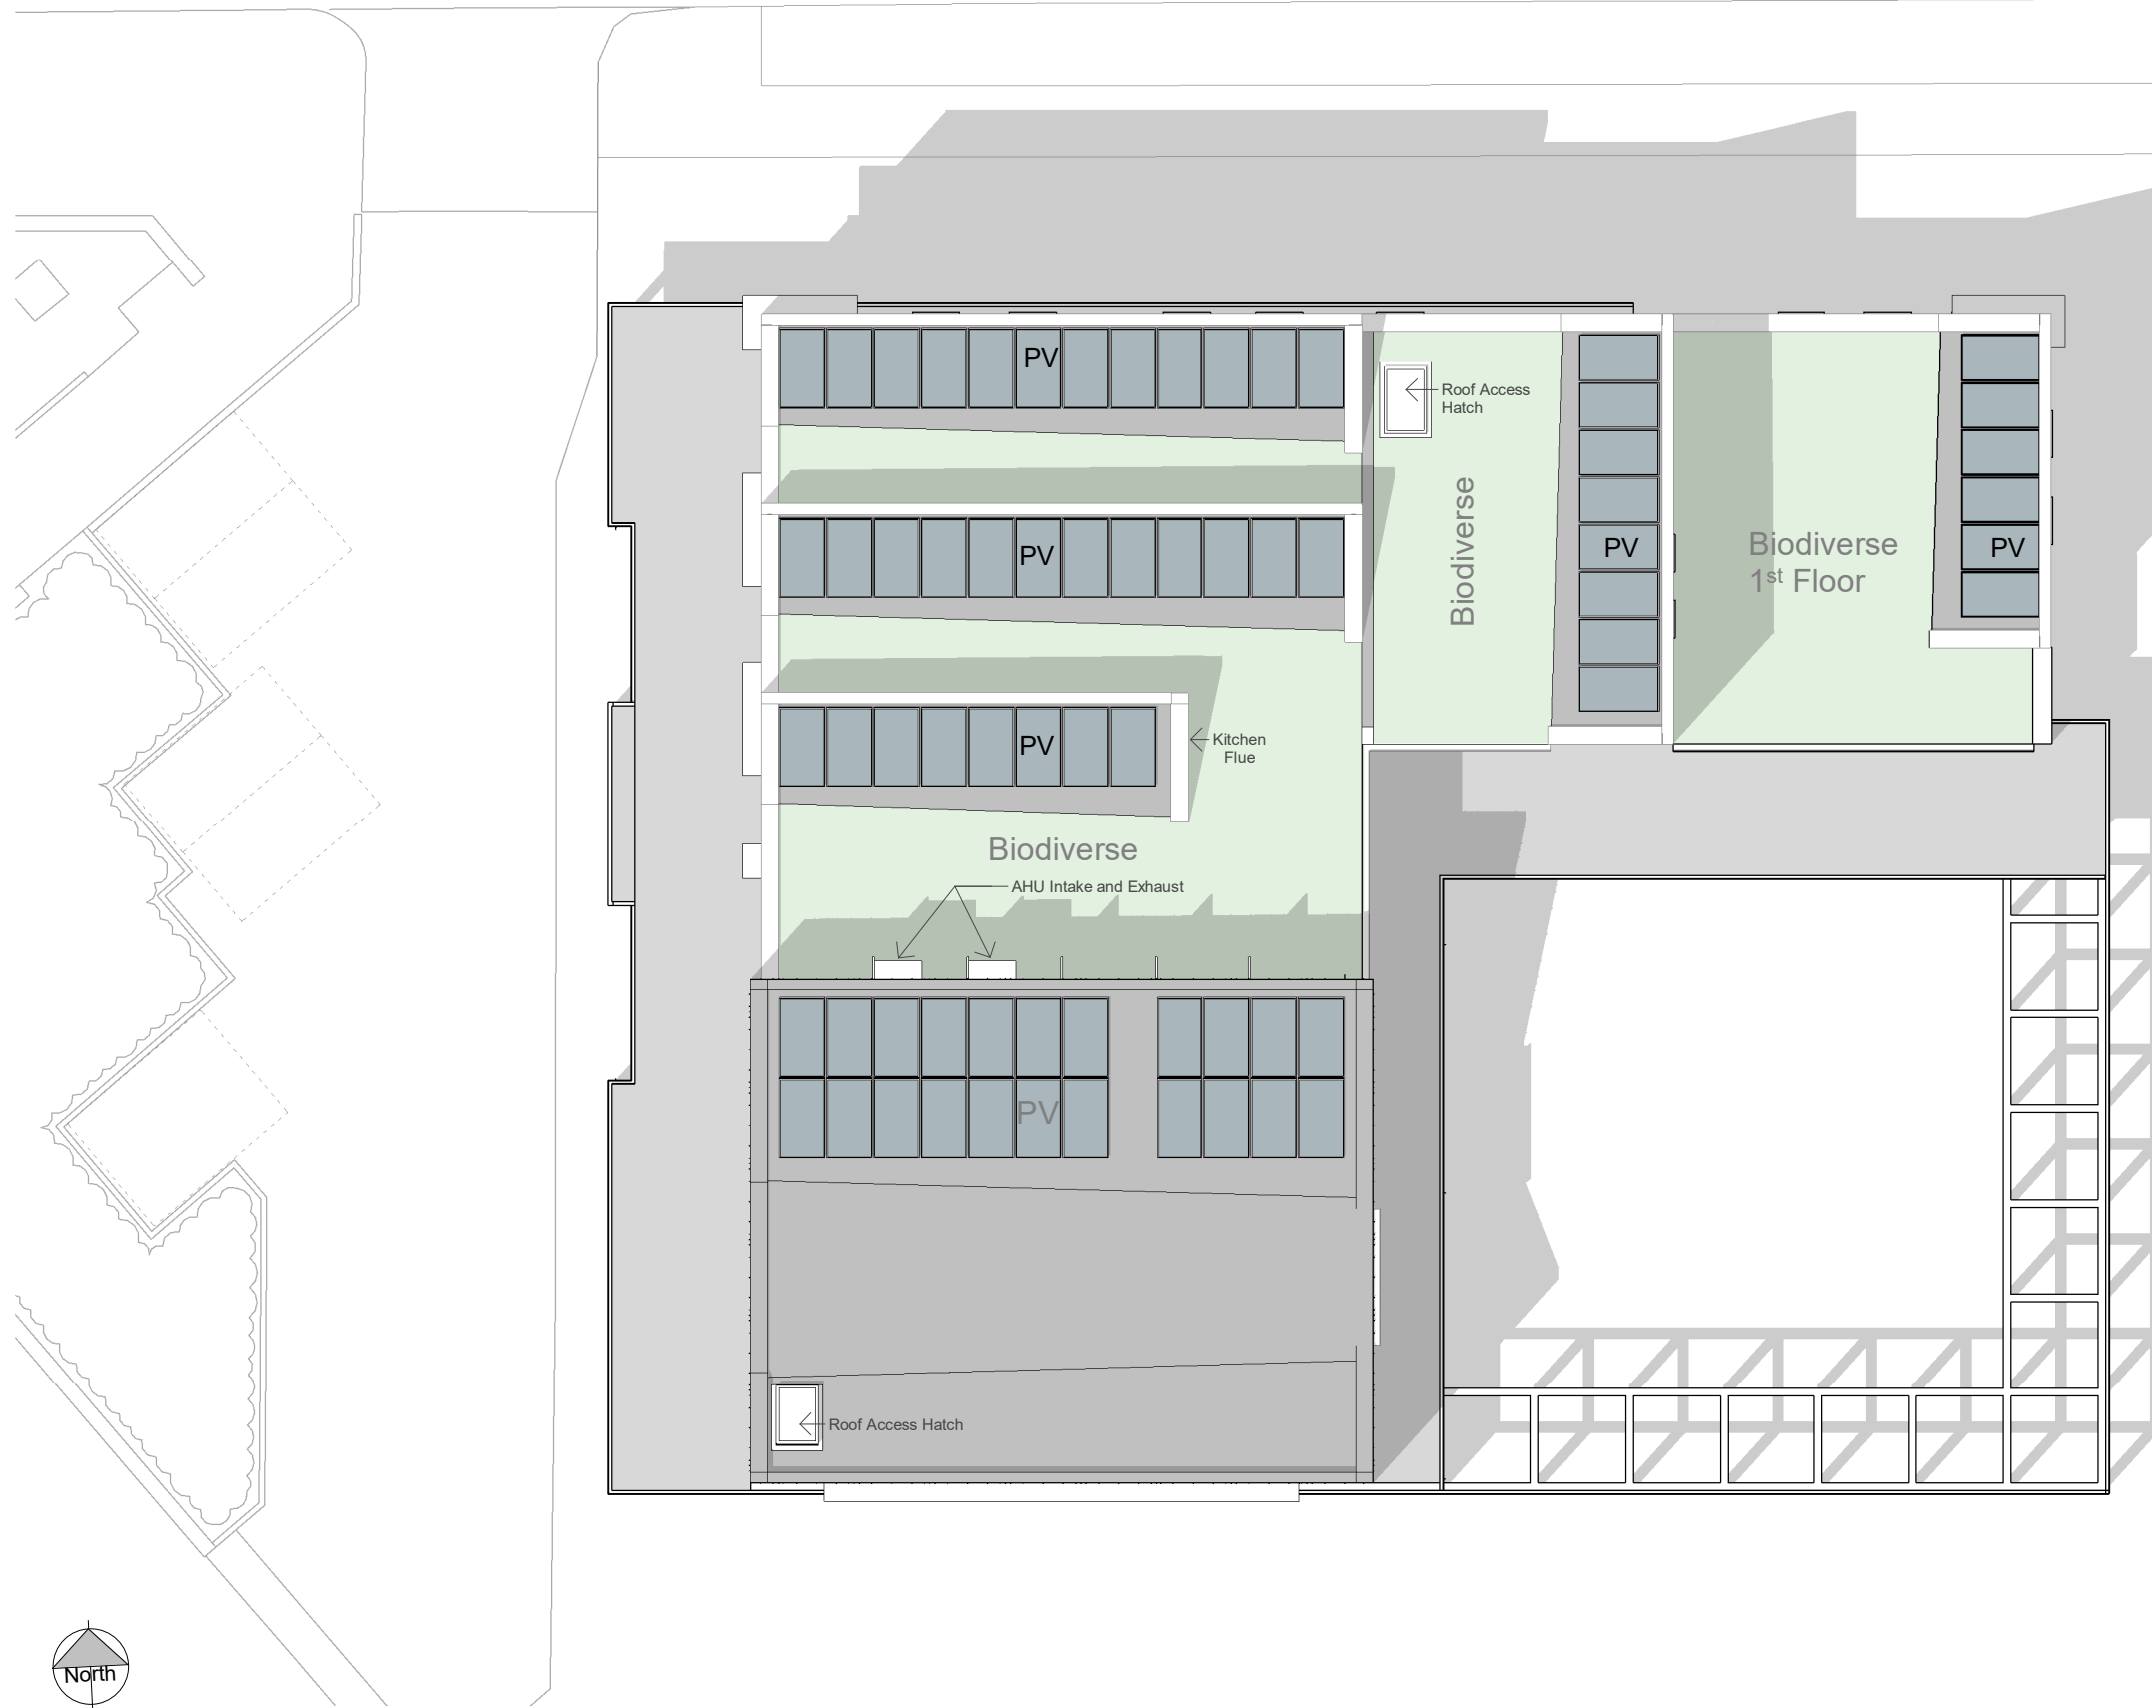 PV
Roof Access
Hatch
PV
Biodiverse
PV
Biodiverse
1st Floor
PV
PV
Kitchen
Flue
Biodiverse
AHU Intake and Exhaust
PV
Roof Access Hatch
North